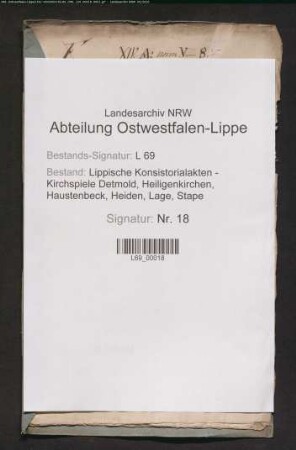 Landesarchiv NRW
Abteilung Ostwestfalen-Lippe
Bestands-Signatur: L 69
Bestand: Lippische Konsistorialakten -
Kirchspiele Detmold, Heiligenkirchen,
Haustenbeck, Heiden, Lage, Stape
Signatur: Nr. 18
L69_00018